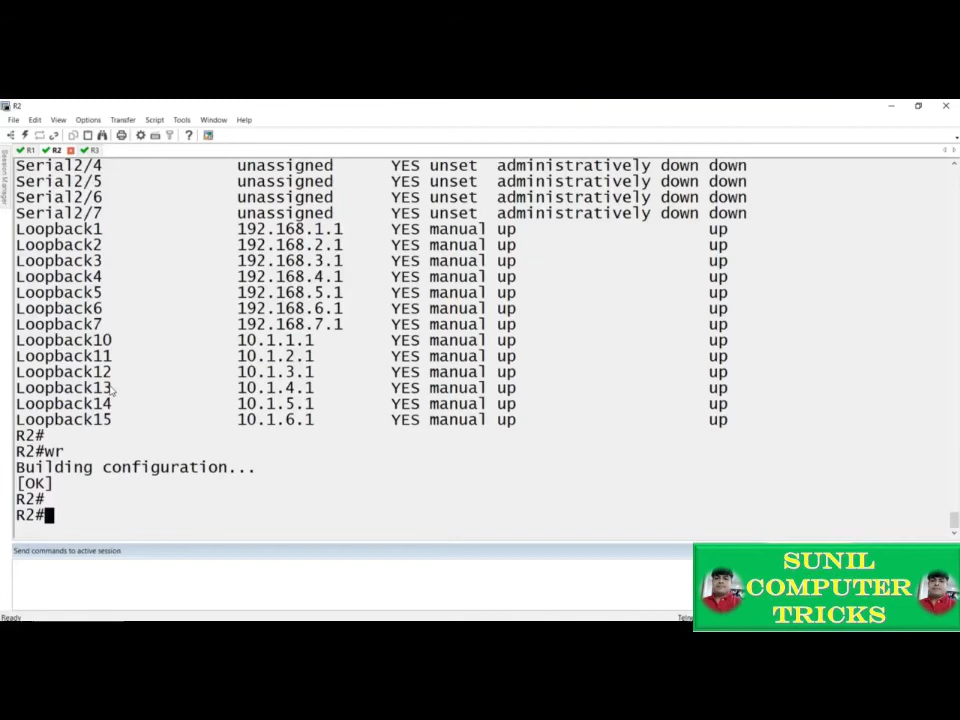 R2
File Edit View Options Transfer Script Tools Window Help
R1 R2 R3
Session Manager
Serial2/4 unassigned YES unset administratively down down
Serial2/5 unassigned YES unset administratively down down
Serial2/6 unassigned YES unset administratively down down
Serial2/7 unassigned YES unset administratively down down
Loopback1 192.168.1.1 YES manual up up
Loopback2 192.168.2.1 YES manual up up
Loopback3 192.168.3.1 YES manual up up
Loopback4 192.168.4.1 YES manual up up
Loopback5 192.168.5.1 YES manual up up
Loopback6 192.168.6.1 YES manual up up
Loopback7 192.168.7.1 YES manual up up
Loopback10 10.1.1.1 YES manual up up
Loopback11 10.1.2.1 YES manual up up
Loopback12 10.1.3.1 YES manual up up
Loopback13 10.1.4.1 YES manual up up
Loopback14 10.1.5.1 YES manual up up
Loopback15 10.1.6.1 YES manual up up
R2#
R2#wr
Building configuration...
[OK]
R2#
R2#
Send commands to active session
Ready
SUNIL
COMPUTER
TRICKS